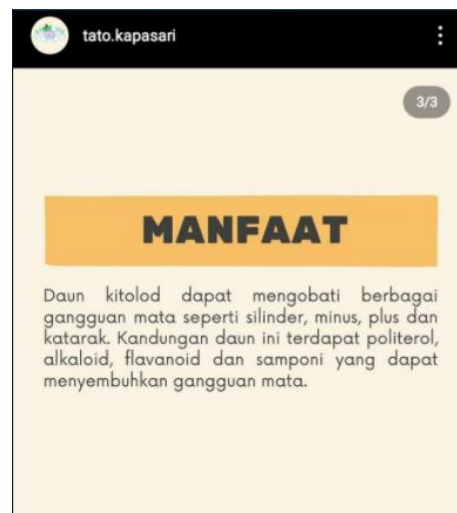 tato.kapasari
3/3
MANFAAT
Daun kitolod dapat mengobati berbagai
gangguan mata seperti silinder, minus, plus dan
katarak. Kandungan daun ini terdapat politerol,
alkaloid, flavanoid dan samponi yang dapat
menyembuhkan gangguan mata.